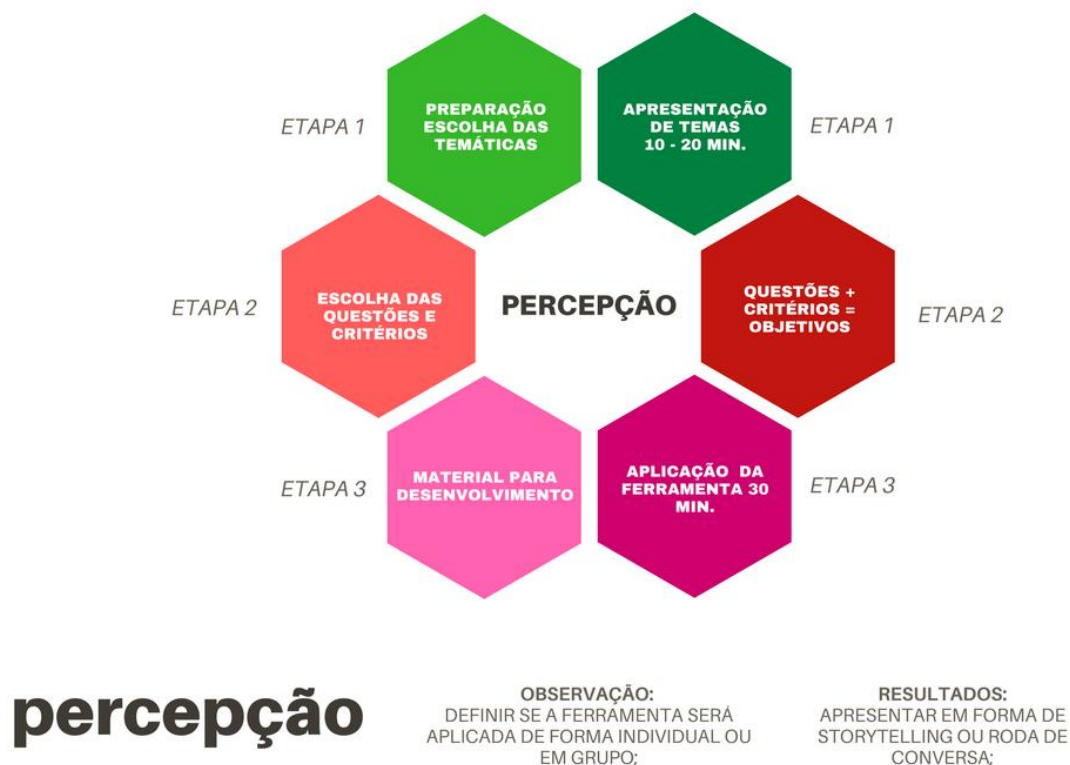 ETAPA 1
PREPARAÇÃO
ESCOLHA DAS
TEMÁTICAS
APRESENTAÇÃO
DE TEMAS
10 - 20 MIN.
ETAPA 1
ETAPA 2
ESCOLHA DAS
QUESTÕES E
CRITÉRIOS
PERCEPÇÃO
QUESTÕES +
CRITÉRIOS =
OBJETIVOS
ETAPA 2
ETAPA 3
MATERIAL PARA
DESENVOLVIMENTO
APLICAÇÃO DA
FERRAMENTA 30
MIN.
ETAPA 3
percepção
OBSERVAÇÃO:
DEFINIR SE A FERRAMENTA SERÁ
APLICADA DE FORMA INDIVIDUAL OU
EM GRUPO;
RESULTADOS:
APRESENTAR EM FORMA DE
STORYTELLING OU RODA DE
CONVERSA;